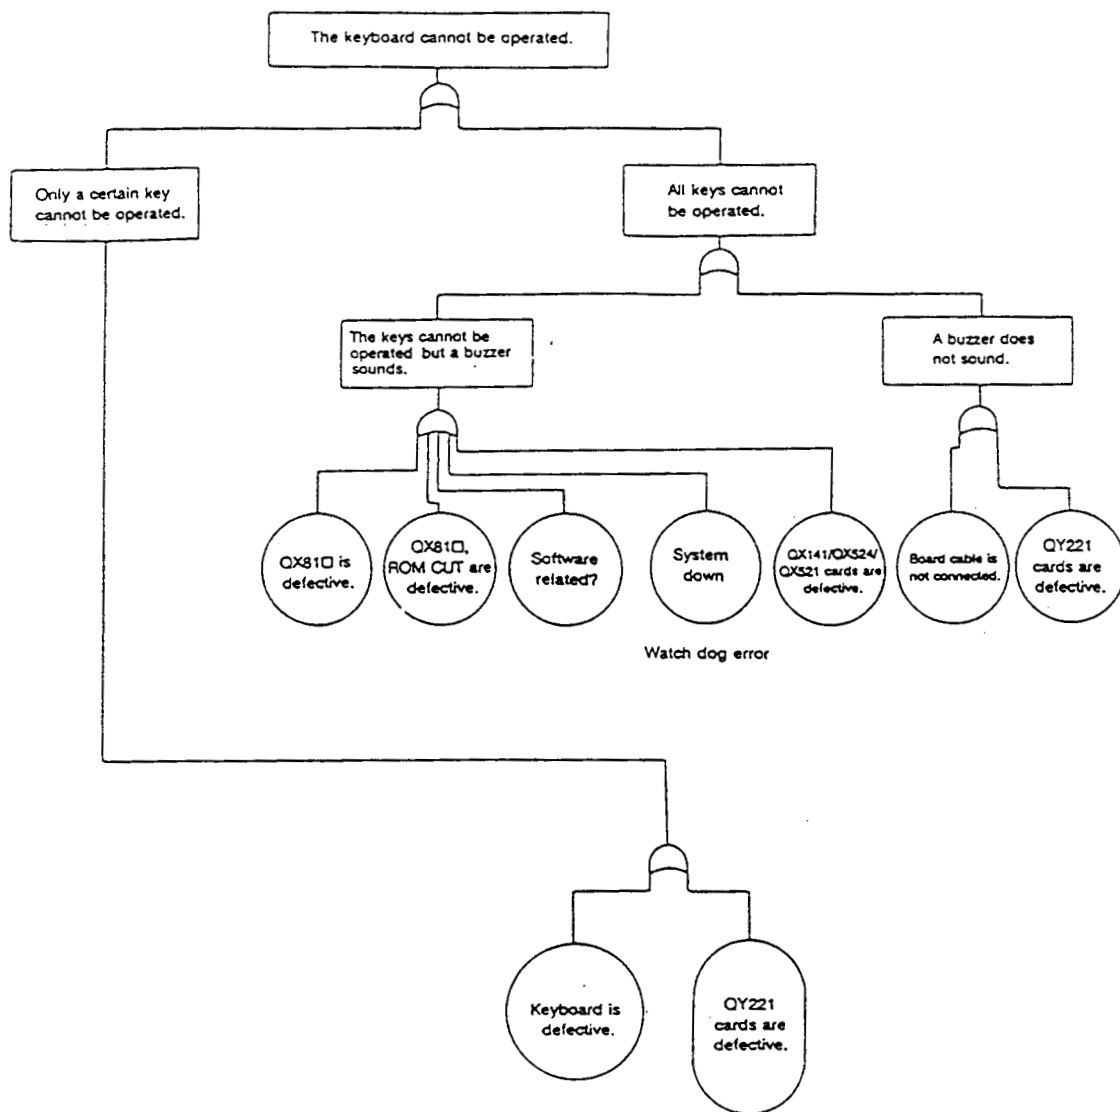 The keyboard cannot be operated.
Only a certain key
cannot be operated.
All keys cannot
be operated.
The keys cannot be
operated but a buzzer
sounds.
A buzzer does
not sound.
QX81□ is
defective.
QX81□,
ROM CUT are
defective.
Software
related?
System
down
QX141/QX524/
QX521 cards are
defective.
Board cable is
not connected.
QY221
cards are
defective.
Watch dog error
Keyboard is
defective.
QY221
cards are
defective.